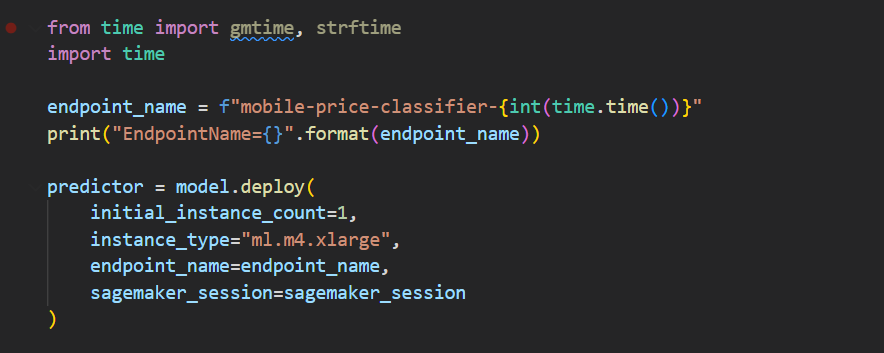 from time import gmtime, strftime
import time
endpoint_name = f"mobile-price-classifier-{int(time.time())}"
print("EndpointName={}".format(endpoint_name))
predictor = model.deploy(
    initial_instance_count=1,
    instance_type="ml.m4.xlarge",
    endpoint_name=endpoint_name,
    sagemaker_session=sagemaker_session
)